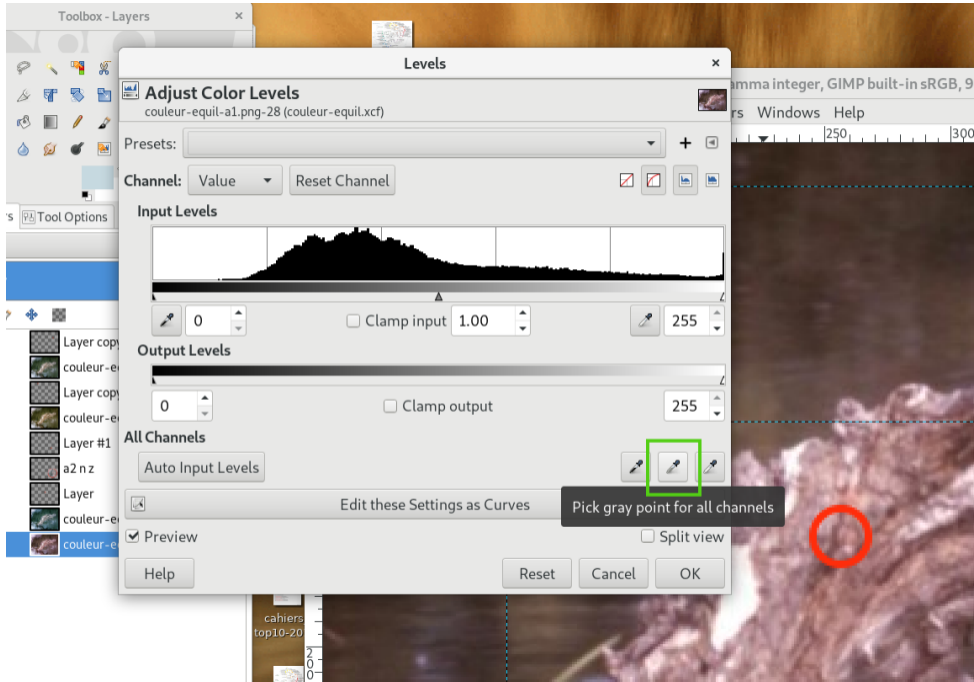 Toolbox - Layers
Levels
Adjust Color Levels
couleur-equil-a1.png-28 (couleur-equil.xcf)
amma integer, GIMP built-in sRGB, 9
rs Windows Help
250
300
Presets:
Channel: Value Reset Channel
s Tool Options
Input Levels
0 Clamp input 1.00 255
Output Levels
0 Clamp output 255
All Channels
Auto Input Levels
Edit these Settings as Curves
Pick gray point for all channels
Preview Split view
Help Reset Cancel OK
Layer copy
couleur-e
Layer copy
couleur-e
Layer #1
a2 n z
Layer
couleur-e
couleur-e
cahiers
top10-20
200